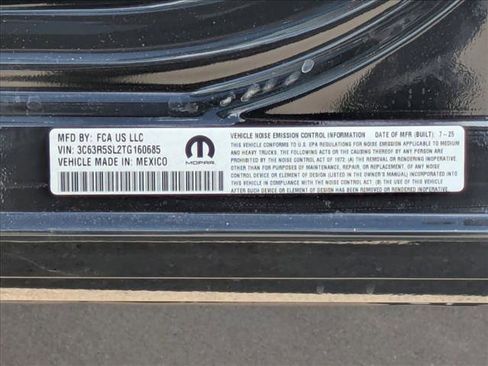 MFD BY: FCA US LLC
VIN: 3C63R5SL2TG160685
VEHICLE MADE IN: MEXICO
MOPAR
VEHICLE NOISE EMISSION CONTROL INFORMATION DATE OF MFR (BUILT): 7-25
THIS VEHICLE CONFORMS TO U.S. EPA REGULATIONS FOR NOISE EMISSION APPLICABLE TO MEDIUM
AND HEAVY TRUCKS. THE FOLLOWING ACTS OR THE CAUSING THEREOF BY ANY PERSON ARE
PROHIBITED BY THE NOISE CONTROL ACT OF 1972: (A) THE REMOVAL OR RENDERING INOPERATIVE,
OTHER THAN FOR PURPOSES OF MAINTENANCE, REPAIR, OR REPLACEMENT, OF ANY NOISE
CONTROL DEVICE OR ELEMENT OF DESIGN (LISTED IN THE OWNER'S MANUAL) INCORPORATED INTO
ANY NEW VEHICLE IN COMPLIANCE WITH THE NOISE CONTROL ACT. (B) THE USE OF THIS VEHICLE
AFTER SUCH DEVICE OR ELEMENT OF DESIGN HAS BEEN REMOVED OR RENDERED INOPERATIVE.